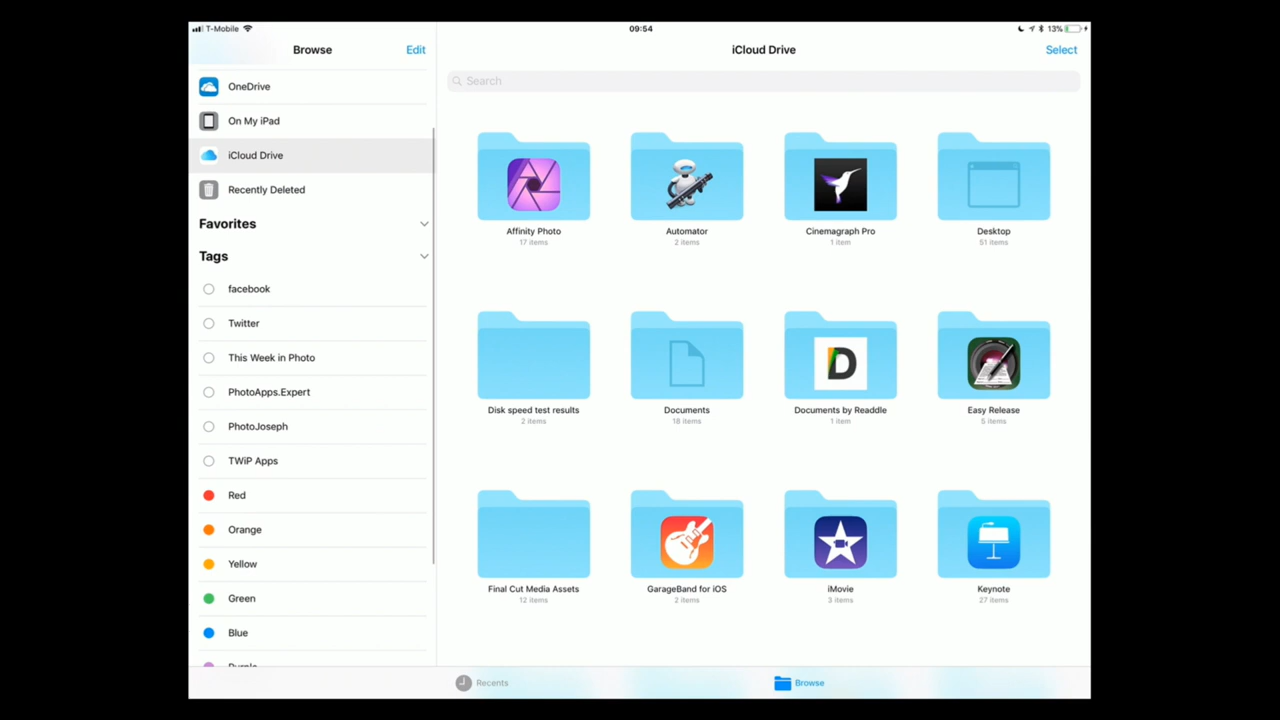 T-Mobile
09:54
13%
Browse
Edit
iCloud Drive
Select
Search
OneDrive
On My iPad
iCloud Drive
Recently Deleted
Favorites
Tags
facebook
Twitter
This Week in Photo
PhotoApps.Expert
PhotoJoseph
TWiP Apps
Red
Orange
Yellow
Green
Blue
Purple
Affinity Photo
17 items
Automator
2 items
Cinemagraph Pro
1 item
Desktop
51 items
Disk speed test results
2 items
Documents
18 items
D
Documents by Readdle
1 item
Easy Release
5 items
Final Cut Media Assets
12 items
GarageBand for iOS
2 items
iMovie
3 items
Keynote
27 items
Recents
Browse